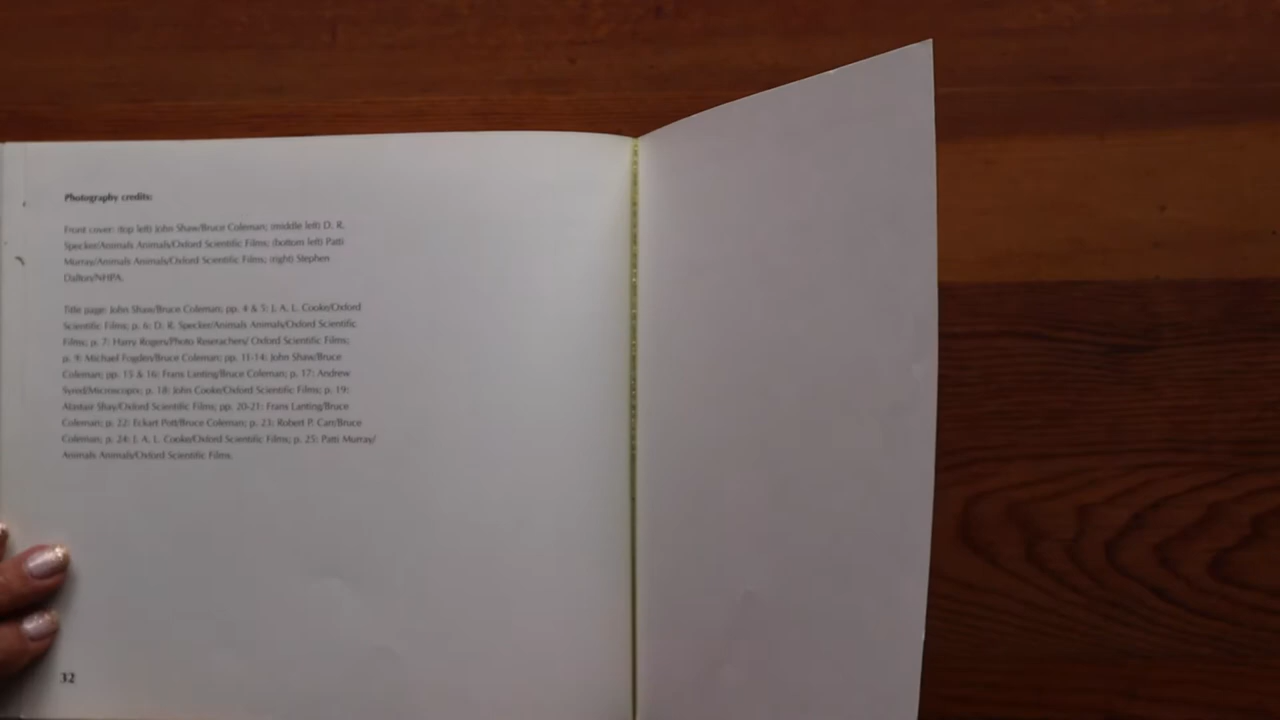 Photography credits:
Front cover: (top left) John Shaw/Bruce Coleman; (middle left) D. R.
Specker/Animals Animals/Oxford Scientific Films; (bottom left) Patti
Murray/Animals Animals/Oxford Scientific Films; (right) Stephen
Dalton/NHPA.
Title page: John Shaw/Bruce Coleman; pp. 4 & 5: J. A. L. Cooke/Oxford
Scientific Films; p. 6: D. R. Specker/Animals Animals/Oxford Scientific
Films; p. 7: Harry Rogers/Photo Reserachers/ Oxford Scientific Films;
p. 9: Michael Fogden/Bruce Coleman; pp. 11-14: John Shaw/Bruce
Coleman; pp. 15 & 16: Frans Lanting/Bruce Coleman; p. 17: Andrew
Syred/Microscopix; p. 18: John Cooke/Oxford Scientific Films; p. 19:
Alastair Shay/Oxford Scientific Films; pp. 20-21: Frans Lanting/Bruce
Coleman; p. 22: Eckart Pott/Bruce Coleman; p. 23: Robert P. Carr/Bruce
Coleman; p. 24: J. A. L. Cooke/Oxford Scientific Films; p. 25: Patti Murray/
Animals Animals/Oxford Scientific Films.
32